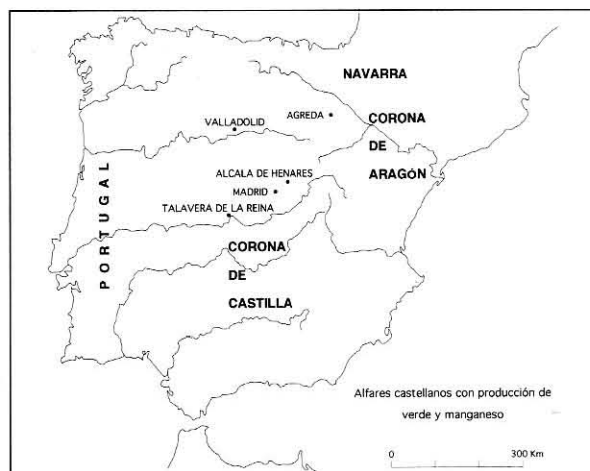 NAVARRA
AGREDA
VALLADOLID
CORONA
DE
ARAGÓN
ALCALA DE HENARES
MADRID
TALAVERA DE LA REINA
PORTUGAL
CORONA
DE
CASTILLA
Alfares castellanos con producción de
verde y manganeso
0 300 Km